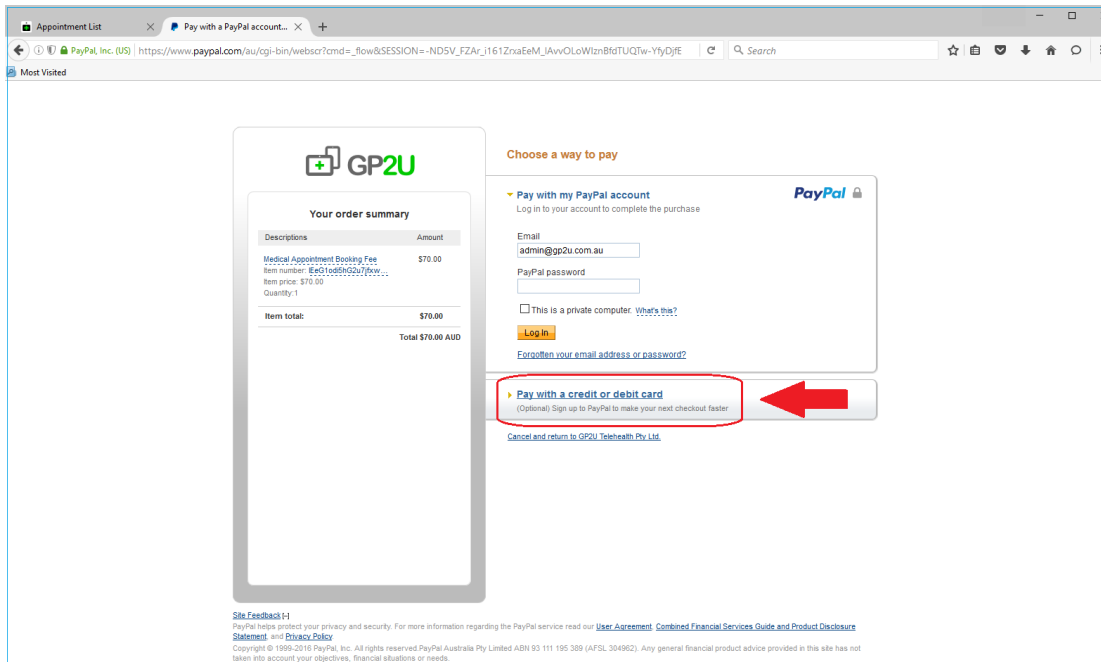 Appointment List
Pay with a PayPal account...
PayPal, Inc. (US)
https://www.paypal.com/au/cgi-bin/webscr?cmd=_flow&SESSION=-ND5V_FZAr_i161ZrxaEeM_lAvvOLoWIznBfdTUQTw-YfyDjfE
Search
Most Visited
GP2U
Your order summary
Descriptions Amount
Medical Appointment Booking Fee $70.00
Item number:
Item price: $70.00
Quantity:1
Item total: $70.00
Total $70.00 AUD
Choose a way to pay
Pay with my PayPal account
PayPal
Log in to your account to complete the purchase
Email
admin@gp2u.com.au
PayPal password
This is a private computer. What's this?
Log In
Forgotten your email address or password?
Pay with a credit or debit card
(Optional) Sign up to PayPal to make your next checkout faster
Cancel and return to GP2U Telehealth Pty Ltd.
Site Feedback [-]
PayPal helps protect your privacy and security. For more information regarding the PayPal service read our User Agreement, Combined Financial Services Guide and Product Disclosure
Statement, and Privacy Policy.
Copyright © 1999-2016 PayPal, Inc. All rights reserved.PayPal Australia Pty Limited ABN 93 111 195 389 (AFSL 304962). Any general financial product advice provided in this site has not
taken into account your objectives, financial situations or needs.